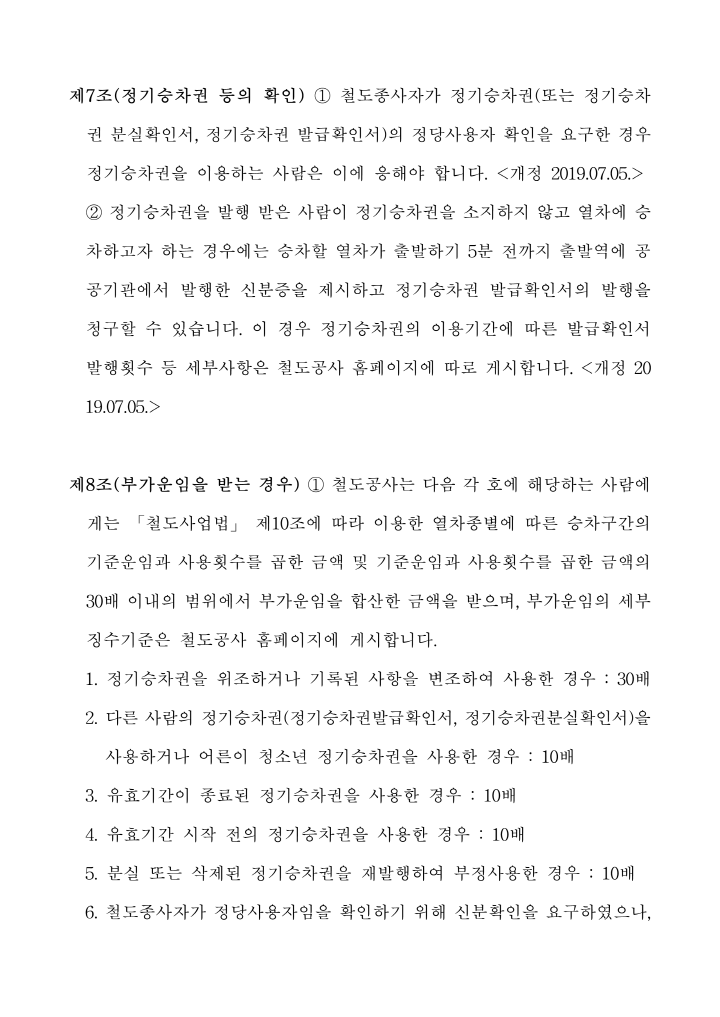 제7조(정기승차권 등의 확인) ① 철도종사자가 정기승차권(또는 정기승차
권 분실확인서, 정기승차권 발급확인서)의 정당사용자 확인을 요구한 경우
정기승차권을 이용하는 사람은 이에 응해야 합니다. <개정 2019.07.05.>
② 정기승차권을 발행 받은 사람이 정기승차권을 소지하지 않고 열차에 승
차하고자 하는 경우에는 승차할 열차가 출발하기 5분 전까지 출발역에 공
공기관에서 발행한 신분증을 제시하고 정기승차권 발급확인서의 발행을
청구할 수 있습니다. 이 경우 정기승차권의 이용기간에 따른 발급확인서
발행횟수 등 세부사항은 철도공사 홈페이지에 따로 게시합니다. <개정 20
19.07.05.>
제8조(부가운임을 받는 경우) ① 철도공사는 다음 각 호에 해당하는 사람에
게는 「철도사업법」 제10조에 따라 이용한 열차종별에 따른 승차구간의
기준운임과 사용횟수를 곱한 금액 및 기준운임과 사용횟수를 곱한 금액의
30배 이내의 범위에서 부가운임을 합산한 금액을 받으며, 부가운임의 세부
징수기준은 철도공사 홈페이지에 게시합니다.
1. 정기승차권을 위조하거나 기록된 사항을 변조하여 사용한 경우 : 30배
2. 다른 사람의 정기승차권(정기승차권발급확인서, 정기승차권분실확인서)을
사용하거나 어른이 청소년 정기승차권을 사용한 경우 : 10배
3. 유효기간이 종료된 정기승차권을 사용한 경우 : 10배
4. 유효기간 시작 전의 정기승차권을 사용한 경우 : 10배
5. 분실 또는 삭제된 정기승차권을 재발행하여 부정사용한 경우 : 10배
6. 철도종사자가 정당사용자임을 확인하기 위해 신분확인을 요구하였으나,